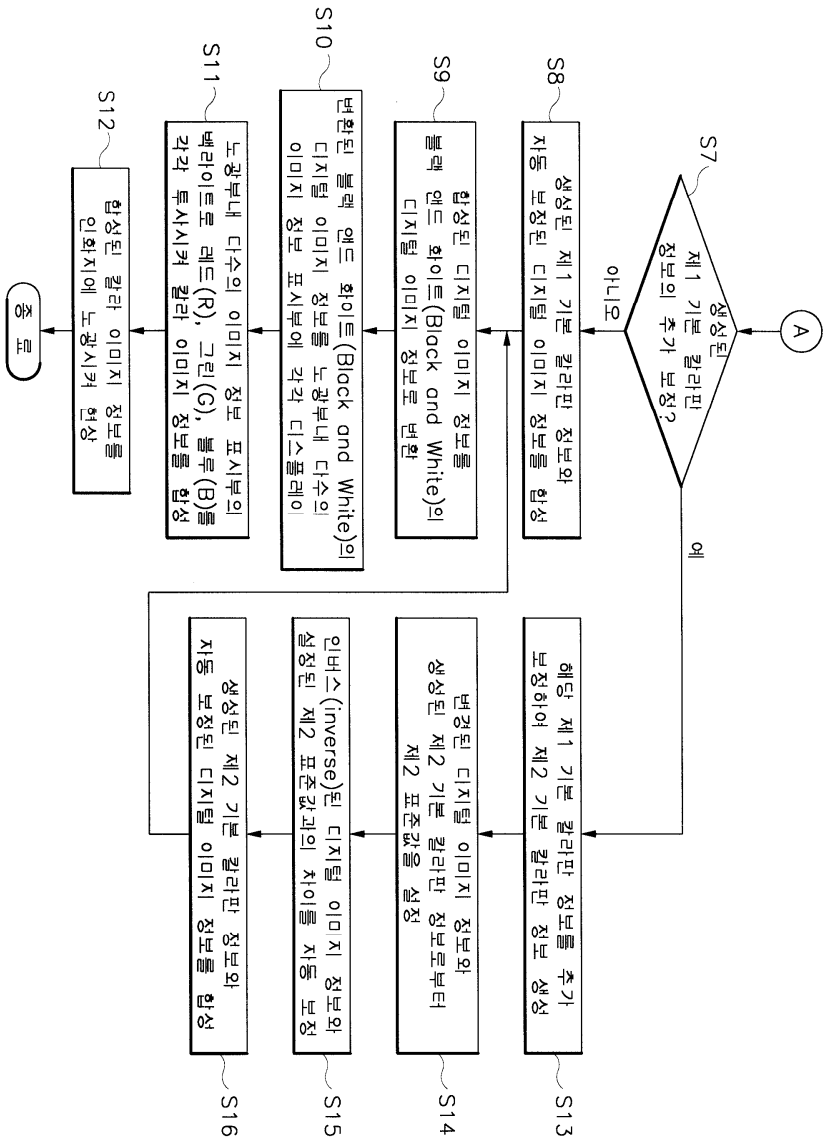 A
S7
생성된
제1 기본 칼라판
정보의 추가 보정?
아니오
예
S8
생성된 제1 기본 칼라판 정보와
자동 보정된 디지털 이미지 정보를 합성
S9
합성된 디지털 이미지 정보를
블랙 앤드 화이트(Black and White)의
디지털 이미지 정보로 변환
S10
변환된 블랙 앤드 화이트(Black and White)의
디지털 이미지 정보를 노광부내 다수의
이미지 정보 표시부에 각각 디스플레이
S11
노광부내 다수의 이미지 정보 표시부의
백라이트로 레드(R), 그린(G), 블루(B)를
각각 투사시켜 칼라 이미지 정보를 합성
S12
합성된 칼라 이미지 정보를
인화지에 노광시켜 현상
종료
해당 제1 기본 칼라판 정보를 추가
보정하여 제2 기본 칼라판 정보 생성
S13
변경된 디지털 이미지 정보와
생성된 제2 기본 칼라판 정보로부터
제2 표준값을 설정
S14
인버스(inverse)된 디지털 이미지 정보와
설정된 제2 표준값과의 차이를 자동 보정
S15
생성된 제2 기본 칼라판 정보와
자동 보정된 디지털 이미지 정보를 합성
S16